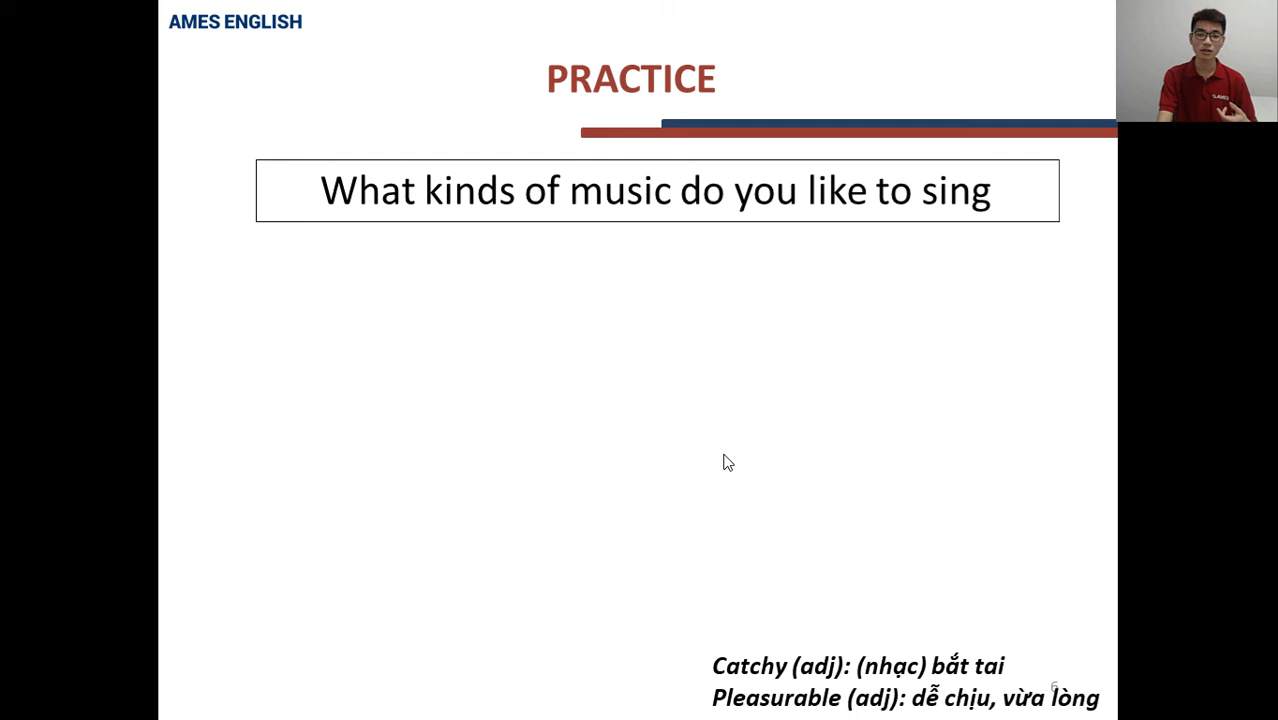 AMES ENGLISH
PRACTICE
What kinds of music do you like to sing
Catchy (adj): (nhạc) bắt tai
6
Pleasurable (adj): dễ chịu, vừa lòng